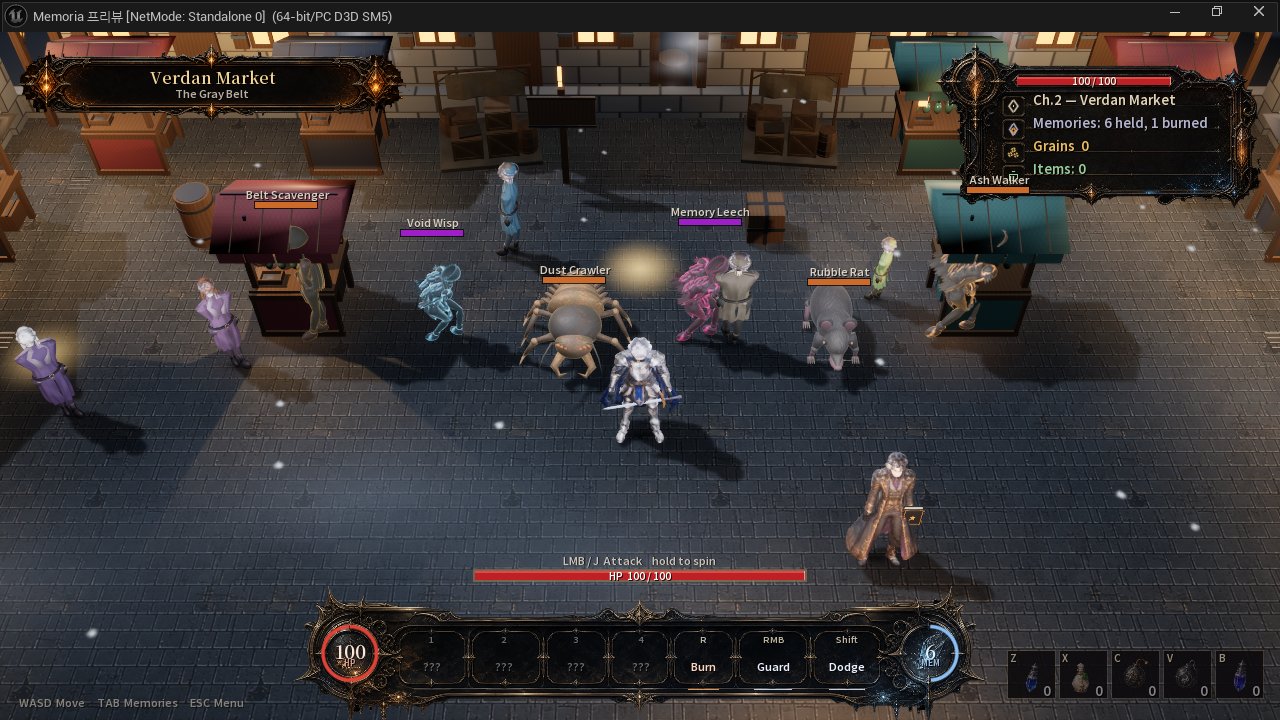 Memoria 프리뷰 [NetMode: Standalone 0] (64-bit/PC D3D SM5)
Verdan Market
The Gray Belt
100 / 100
Ch.2 — Verdan Market
Memories: 6 held, 1 burned
Grains 0
Items: 0
Ash Walker
Belt Scavenger
Void Wisp
Memory Leech
Dust Crawler
Rubble Rat
LMB / J Attack hold to spin
HP 100 / 100
1 2 3 4 R RMB Shift
100
HP
??? ??? ??? ??? Burn Guard Dodge
6
MEM
Z X C V B
0 0 0 0 0
WASD Move TAB Memories ESC Menu